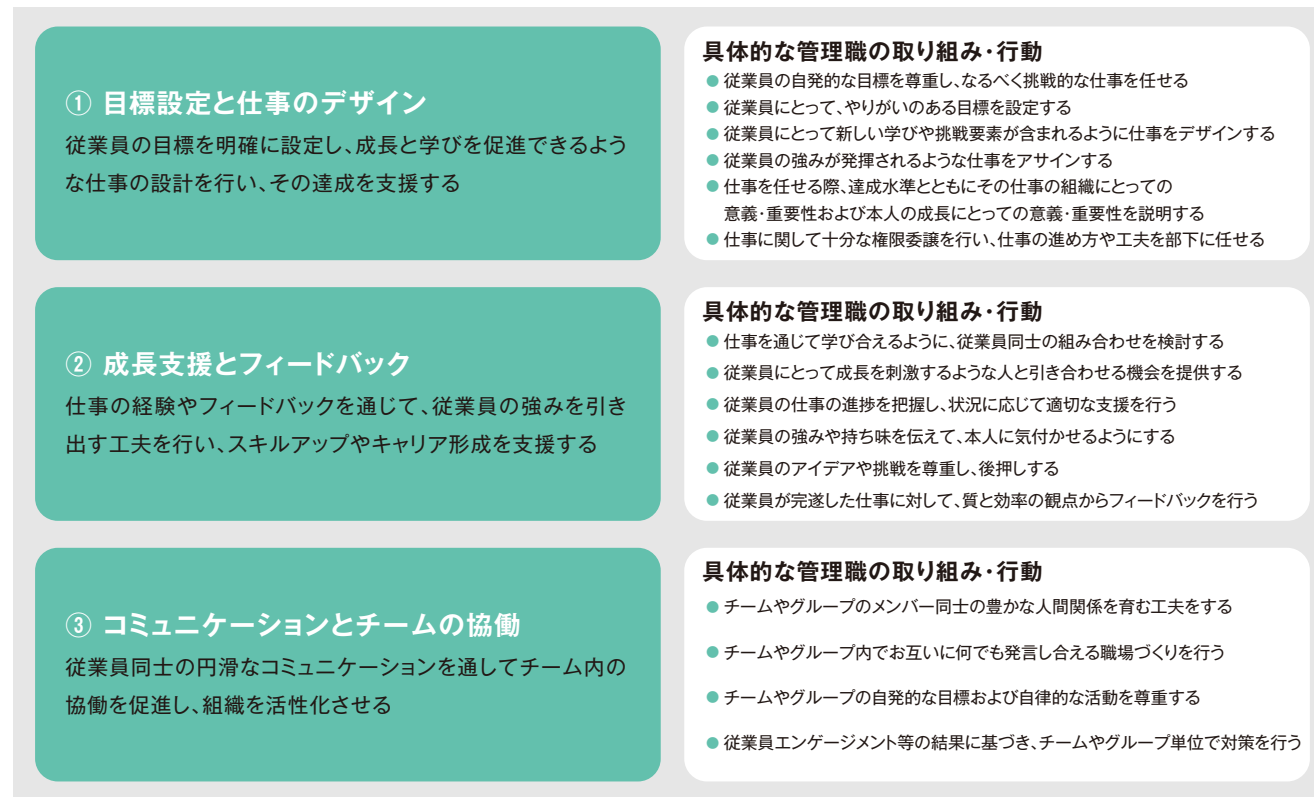 ① 目標設定と仕事のデザイン
従業員の目標を明確に設定し、成長と学びを促進できるよう
な仕事の設計を行い、その達成を支援する
具体的な管理職の取り組み・行動
● 従業員の自発的な目標を尊重し、なるべく挑戦的な仕事を任せる
● 従業員にとって、やりがいのある目標を設定する
● 従業員にとって新しい学びや挑戦要素が含まれるように仕事をデザインする
● 従業員の強みが発揮されるような仕事をアサインする
● 仕事を任せる際、達成水準とともにその仕事の組織にとっての
意義・重要性および本人の成長にとっての意義・重要性を説明する
● 仕事に関して十分な権限委譲を行い、仕事の進め方や工夫を部下に任せる
② 成長支援とフィードバック
仕事の経験やフィードバックを通じて、従業員の強みを引き
出す工夫を行い、スキルアップやキャリア形成を支援する
具体的な管理職の取り組み・行動
● 仕事を通じて学び合えるように、従業員同士の組み合わせを検討する
● 従業員にとって成長を刺激するような人と引き合わせる機会を提供する
● 従業員の仕事の進捗を把握し、状況に応じて適切な支援を行う
● 従業員の強みや持ち味を伝えて、本人に気付かせるようにする
● 従業員のアイデアや挑戦を尊重し、後押しする
● 従業員が完遂した仕事に対して、質と効率の観点からフィードバックを行う
③ コミュニケーションとチームの協働
従業員同士の円滑なコミュニケーションを通してチーム内の
協働を促進し、組織を活性化させる
具体的な管理職の取り組み・行動
● チームやグループのメンバー同士の豊かな人間関係を育む工夫をする
● チームやグループ内でお互いに何でも発言し合える職場づくりを行う
● チームやグループの自発的な目標および自律的な活動を尊重する
● 従業員エンゲージメント等の結果に基づき、チームやグループ単位で対策を行う